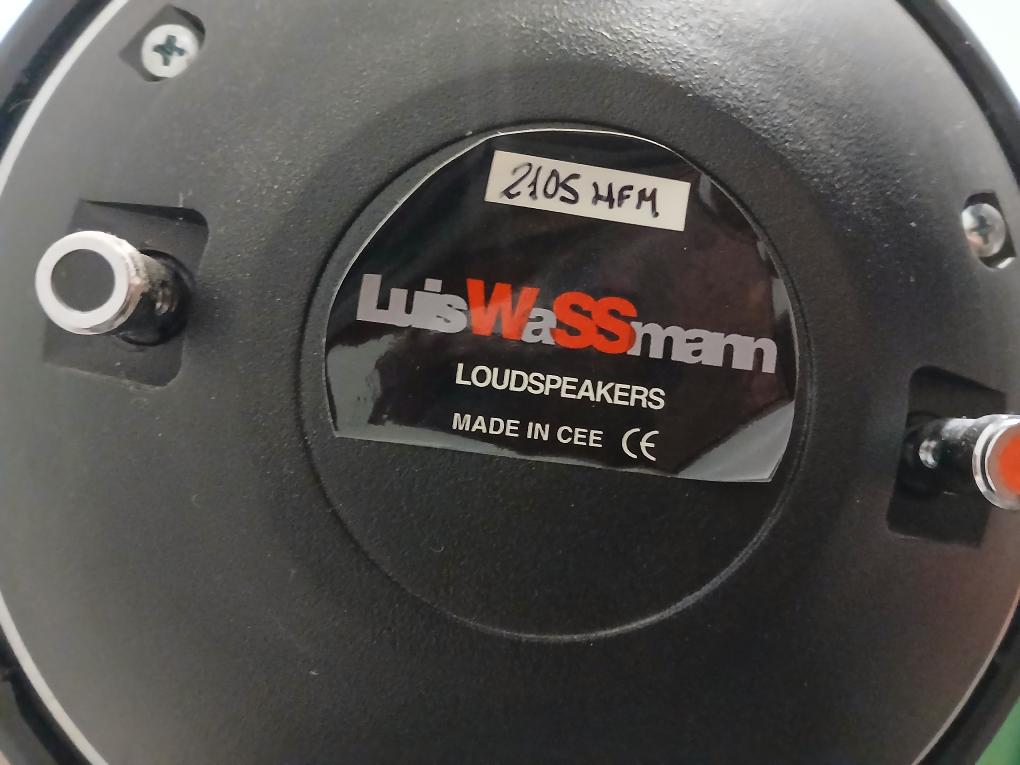 2105 HFM
LuisWaSSmann
LOUDSPEAKERS
MADE IN CEE CE